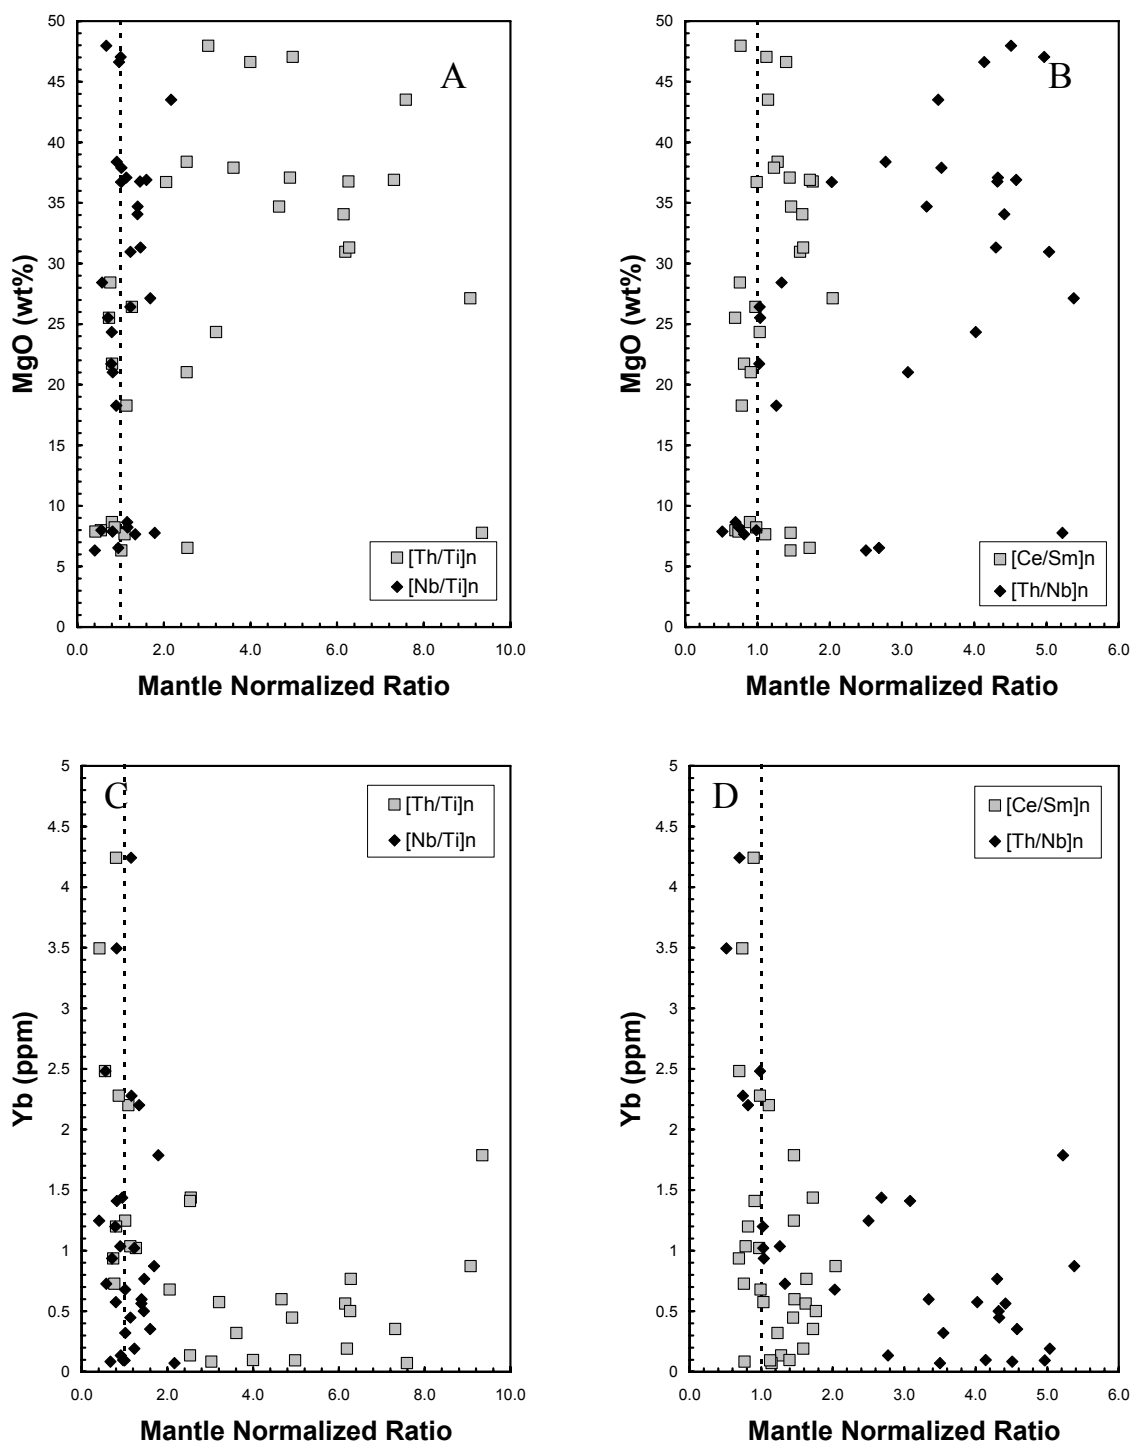 A
MgO (wt%)
50
45
40
35
30
25
20
15
10
5
0
[Th/Ti]n
[Nb/Ti]n
0.0 2.0 4.0 6.0 8.0 10.0
Mantle Normalized Ratio
B
MgO (wt%)
50
45
40
35
30
25
20
15
10
5
0
[Ce/Sm]n
[Th/Nb]n
0.0 1.0 2.0 3.0 4.0 5.0 6.0
Mantle Normalized Ratio
C
Yb (ppm)
5
4.5
4
3.5
3
2.5
2
1.5
1
0.5
0
[Th/Ti]n
[Nb/Ti]n
0.0 2.0 4.0 6.0 8.0 10.0
Mantle Normalized Ratio
D
Yb (ppm)
5
4.5
4
3.5
3
2.5
2
1.5
1
0.5
0
[Ce/Sm]n
[Th/Nb]n
0.0 1.0 2.0 3.0 4.0 5.0 6.0
Mantle Normalized Ratio